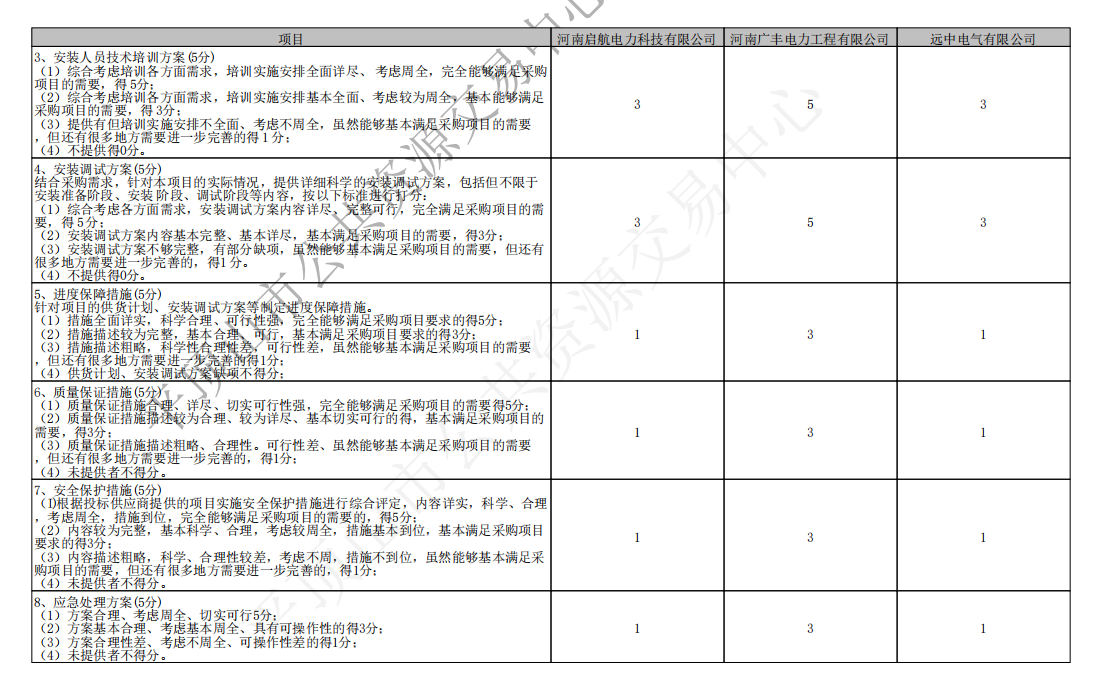 项目 河南启航电力科技有限公司 河南广丰电力工程有限公司 远中电气有限公司
3、安装人员技术培训方案(5分)
（1）综合考虑培训各方面需求，培训实施安排全面详尽、考虑周全，完全能够满足采购
项目的需要，得5分；
（2）综合考虑培训各方面需求，培训实施安排基本全面、考虑较为周全，基本能够满足
采购项目的需要，得3分；
（3）提供有但培训实施安排不全面、考虑不周全，虽然能够基本满足采购项目的需要
，但还有很多地方需要进一步完善的得1分；
（4）不提供得0分。
3 5 3
4、安装调试方案(5分)
结合采购需求，针对本项目的实际情况，提供详细科学的安装调试方案，包括但不限于
安装准备阶段、安装阶段、调试阶段等内容，按以下标准进行打分：
（1）综合考虑各方面需求，安装调试方案内容详尽、完整可行，完全满足采购项目的需
要，得5分；
（2）安装调试方案内容基本完整、基本详尽，基本满足采购项目的需要，得3分；
（3）安装调试方案不够完整，有部分缺项，虽然能够基本满足采购项目的需要，但还有
很多地方需要进一步完善的，得1分。
（4）不提供得0分。
3 5 3
5、进度保障措施(5分)
针对项目的供货计划、安装调试方案等制定进度保障措施。
（1）措施全面详实，科学合理、可行性强，完全能够满足采购项目要求的得5分；
（2）措施描述较为完整，基本合理、可行，基本满足采购项目要求的得3分；
（3）措施描述粗略，科学性合理性差，可行性差，虽然能够基本满足采购项目的需要
，但还有很多地方需要进一步完善的得1分；
（4）供货计划、安装调试方案缺项不得分；
1 3 1
6、质量保证措施(5分)
（1）质量保证措施合理、详尽、切实可行性强，完全能够满足采购项目的需要得5分；
（2）质量保证措施描述较为合理、较为详尽、基本切实可行的得，基本满足采购项目的
需要，得3分；
（3）质量保证措施描述粗略、合理性。可行性差、虽然能够基本满足采购项目的需要
，但还有很多地方需要进一步完善的，得1分；
（4）未提供者不得分。
1 3 1
7、安全保护措施(5分)
（1)根据投标供应商提供的项目实施安全保护措施进行综合评定，内容详实，科学、合理
，考虑周全，措施到位，完全能够满足采购项目的需要的，得5分；
（2）内容较为完整，基本科学、合理，考虑较周全，措施基本到位，基本满足采购项目
要求的得3分；
（3）内容描述粗略，科学、合理性较差，考虑不周，措施不到位，虽然能够基本满足采
购项目的需要，但还有很多地方需要进一步完善的，得1分；
（4）未提供者不得分。
1 3 1
8、应急处理方案(5分)
（1）方案合理、考虑周全、切实可行5分；
（2）方案基本合理、考虑基本周全、具有可操作性的得3分；
（3）方案合理性差、考虑不周全、可操作性差的得1分；
（4）未提供者不得分。
1 3 1
平顶山市公共资源交易中心
平顶山市公共资源交易中心